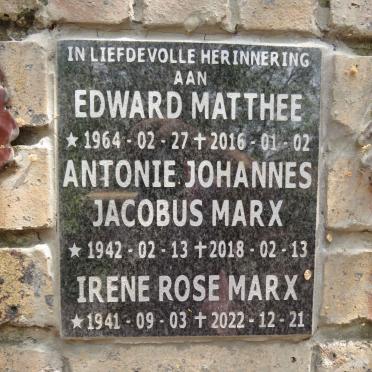 IN LIEFDEVOLLE HERINNERING
AAN
EDWARD MATTHEE
★ 1964 - 02 - 27 ✝ 2016 - 01 - 02
ANTONIE JOHANNES
JACOBUS MARX
★ 1942 - 02 - 13 ✝ 2018 - 02 - 13
IRENE ROSE MARX
★ 1941 - 09 - 03 ✝ 2022 - 12 - 21